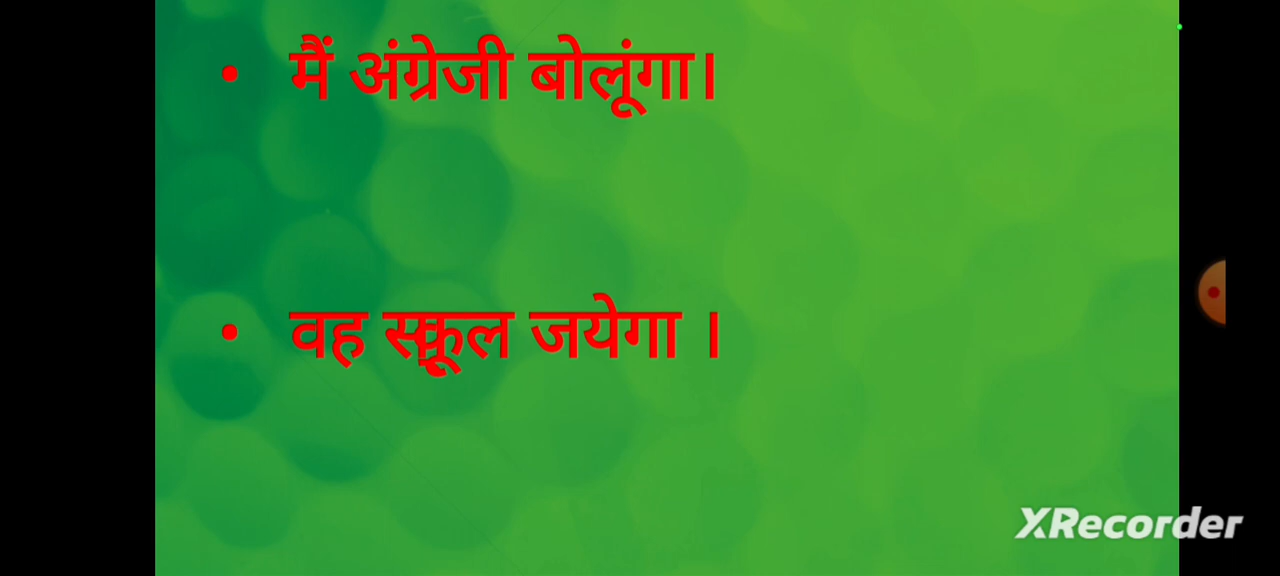 • मैं अंग्रेजी बोलूंगा।
• वह स्कूल जयेगा ।
XRecorder